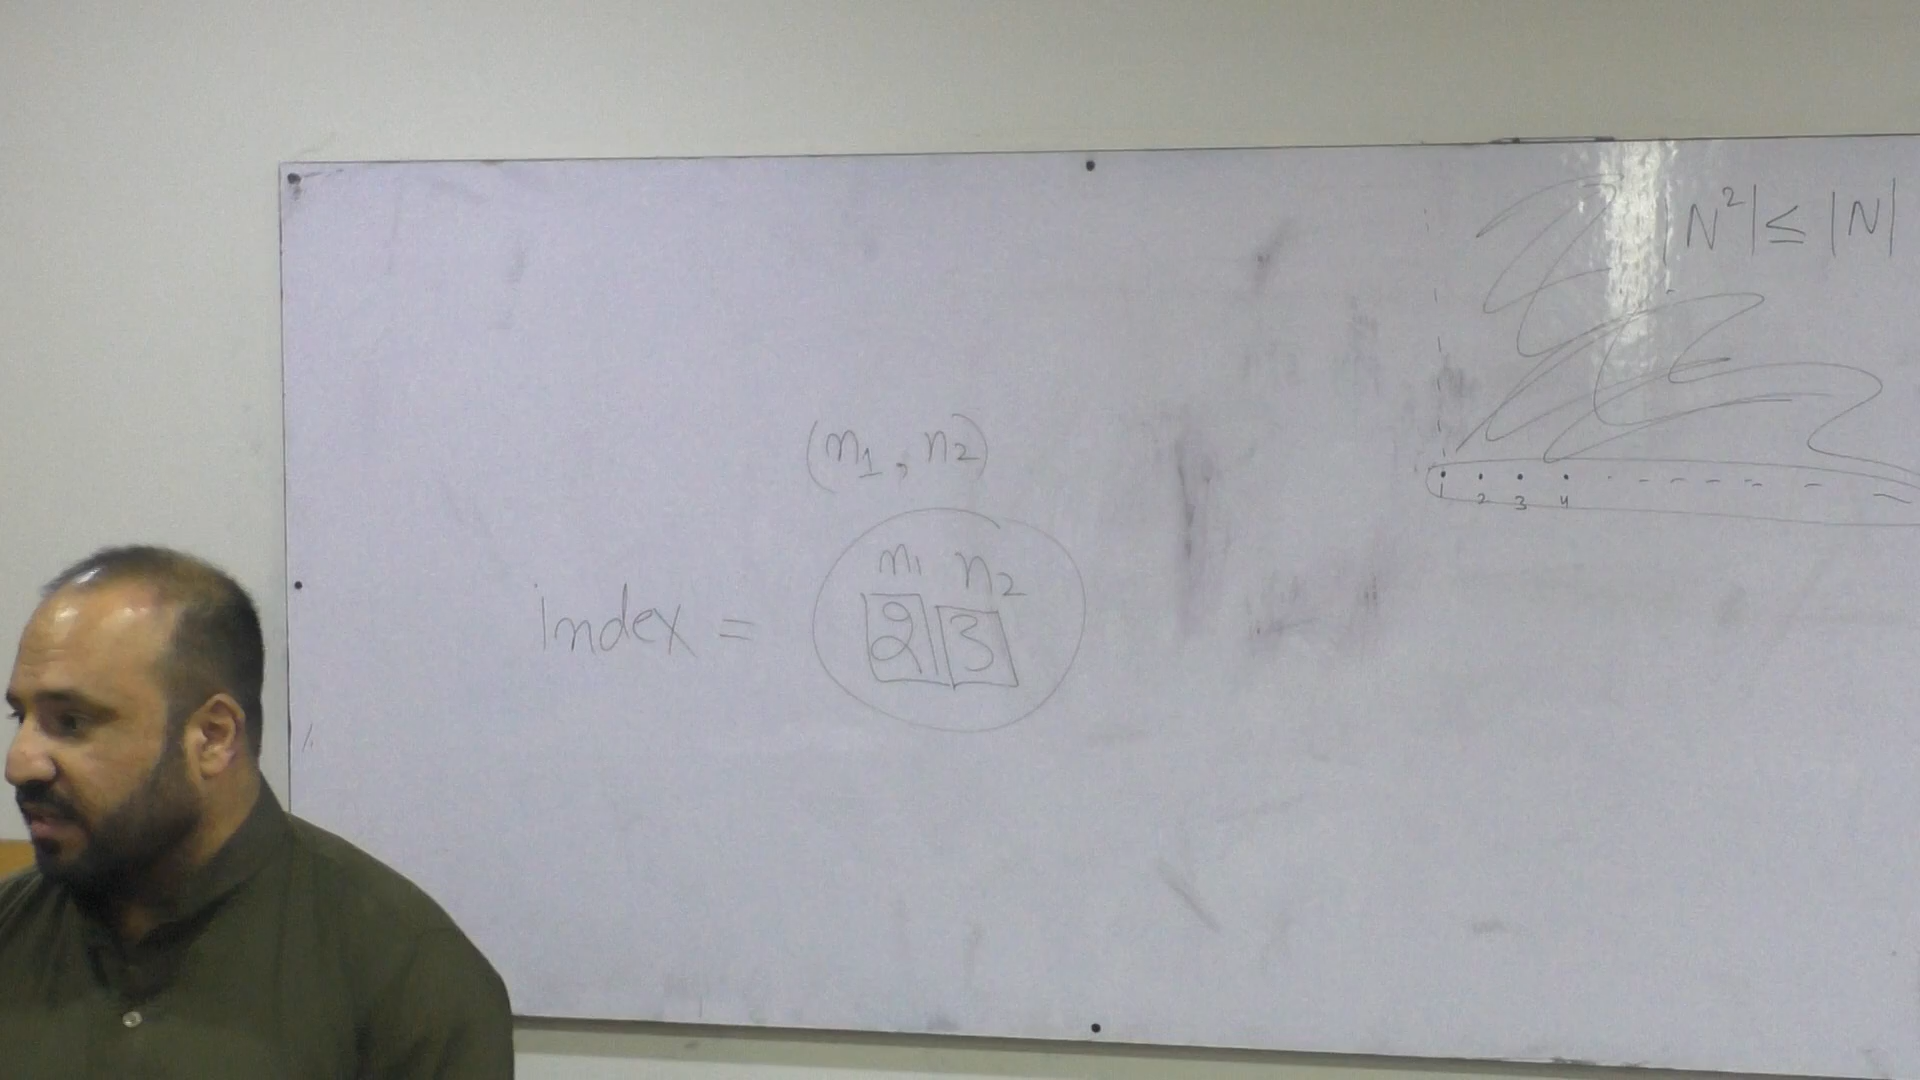 |N²| ≤ |N|
(n₁, n₂)
1 2 3 4
n₁ n₂
index = 2 3